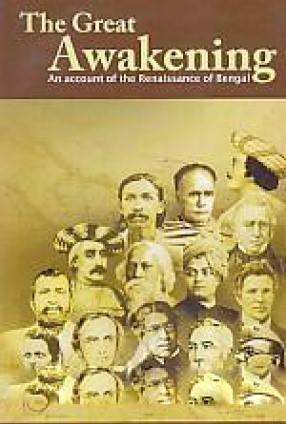 The Great
Awakening
An account of the Renaissance of Bengal